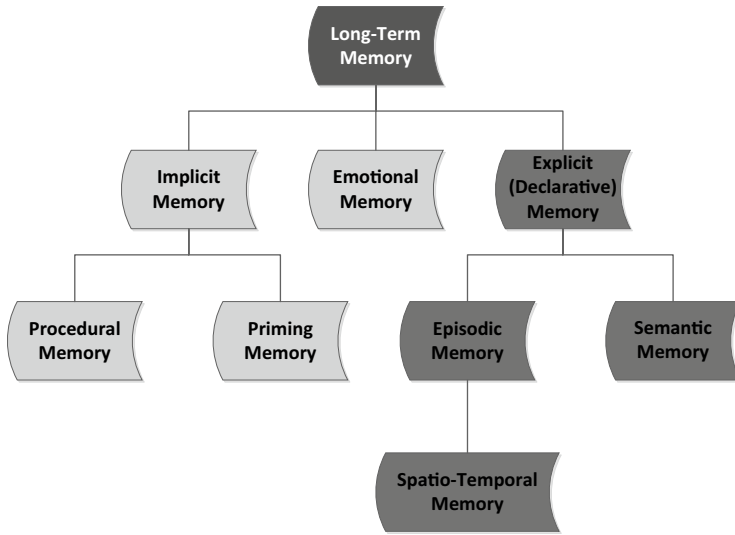 Long-Term
Memory
Implicit
Memory
Emotional
Memory
Explicit
(Declarative)
Memory
Procedural
Memory
Priming
Memory
Episodic
Memory
Semantic
Memory
Spatio-Temporal
Memory